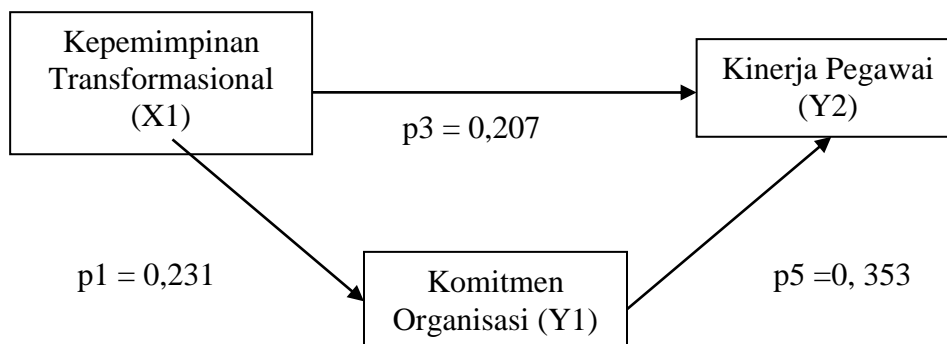 Kepemimpinan
Transformasional
(X1)
Kinerja Pegawai
(Y2)
p3 = 0,207
p1 = 0,231
Komitmen
Organisasi (Y1)
p5 =0, 353